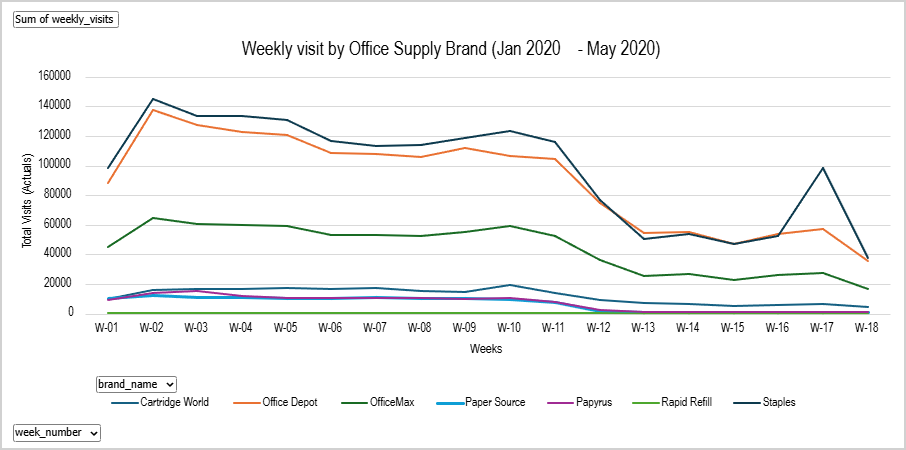 Sum of weekly_visits
Weekly visit by Office Supply Brand (Jan 2020 - May 2020)
Total Visits (Actuals)
160000
140000
120000
100000
80000
60000
40000
20000
0
W-01 W-02 W-03 W-04 W-05 W-06 W-07 W-08 W-09 W-10 W-11 W-12 W-13 W-14 W-15 W-16 W-17 W-18
Weeks
brand_name
Cartridge World Office Depot OfficeMax Paper Source Papyrus Rapid Refill Staples
week_number